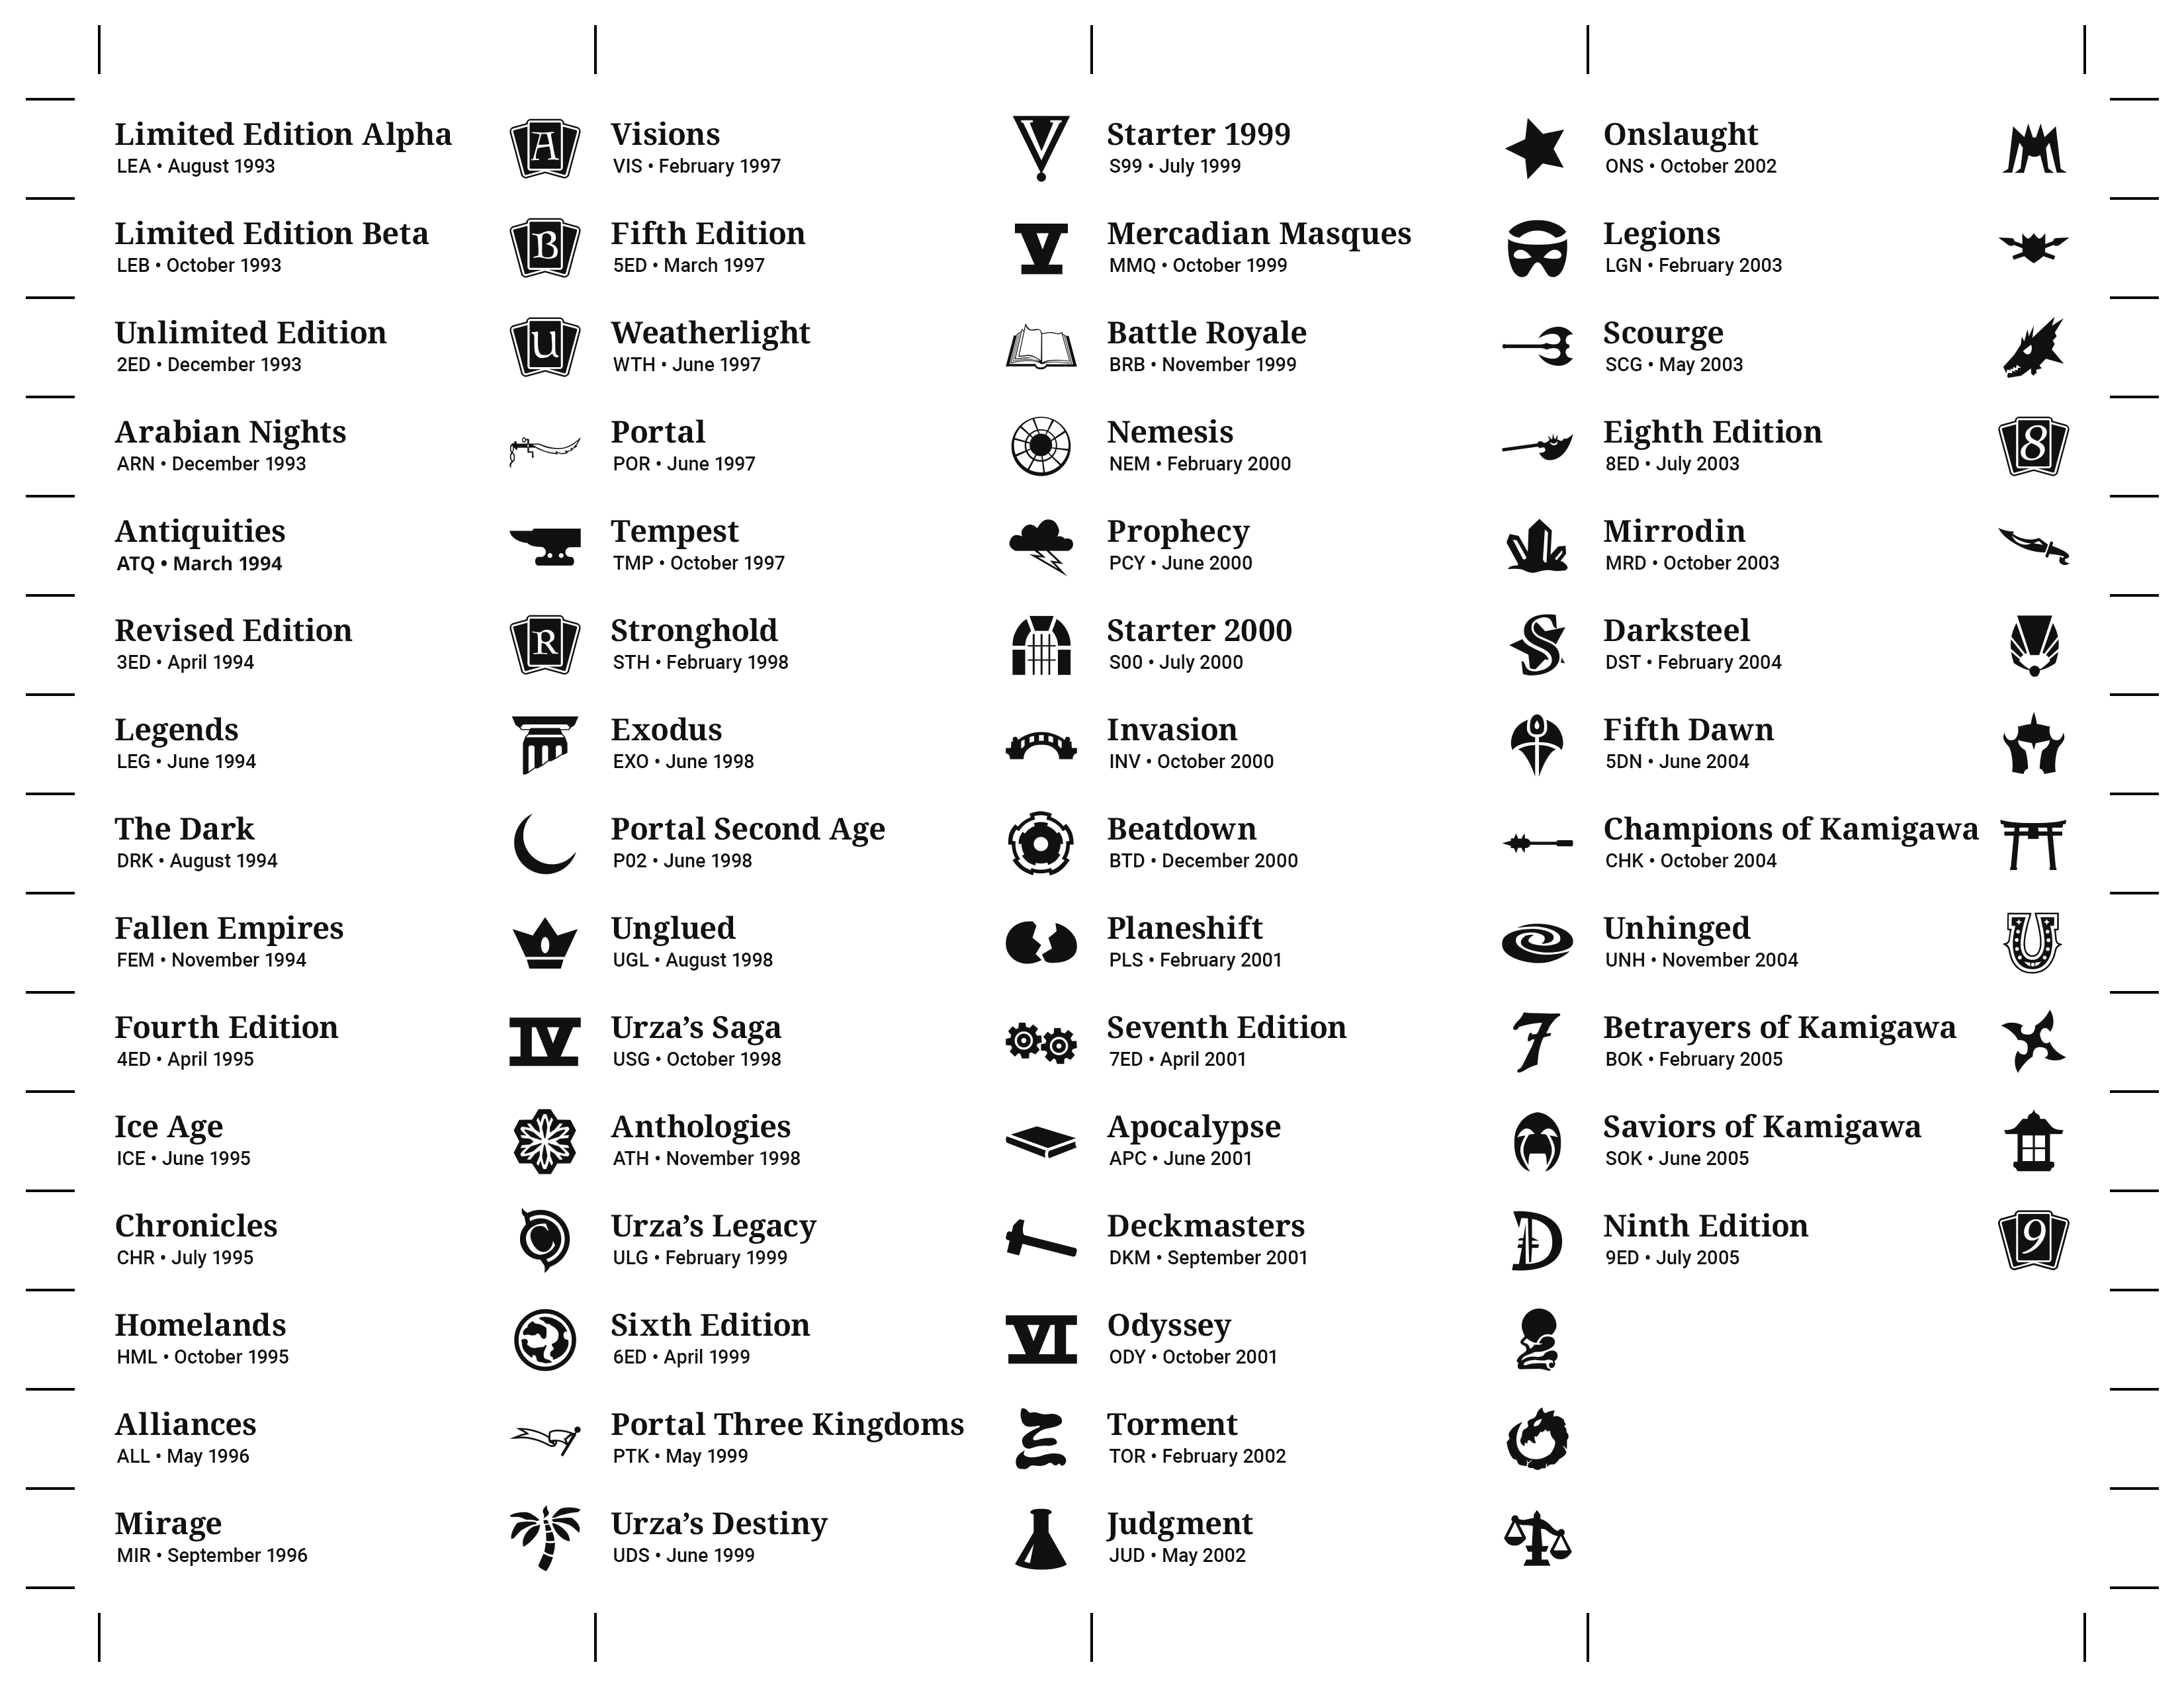 Limited Edition Alpha
LEA • August 1993
Limited Edition Beta
LEB • October 1993
Unlimited Edition
2ED • December 1993
Arabian Nights
ARN • December 1993
Antiquities
ATQ • March 1994
Revised Edition
3ED • April 1994
Legends
LEG • June 1994
The Dark
DRK • August 1994
Fallen Empires
FEM • November 1994
Fourth Edition
4ED • April 1995
Ice Age
ICE • June 1995
Chronicles
CHR • July 1995
Homelands
HML • October 1995
Alliances
ALL • May 1996
Mirage
MIR • September 1996
A
B
U
R
IV
C
Visions
VIS • February 1997
Fifth Edition
5ED • March 1997
Weatherlight
WTH • June 1997
Portal
POR • June 1997
Tempest
TMP • October 1997
Stronghold
STH • February 1998
Exodus
EXO • June 1998
Portal Second Age
P02 • June 1998
Unglued
UGL • August 1998
Urza’s Saga
USG • October 1998
Anthologies
ATH • November 1998
Urza’s Legacy
ULG • February 1999
Sixth Edition
6ED • April 1999
Portal Three Kingdoms
PTK • May 1999
Urza’s Destiny
UDS • June 1999
V
V
VI
Starter 1999
S99 • July 1999
Mercadian Masques
MMQ • October 1999
Battle Royale
BRB • November 1999
Nemesis
NEM • February 2000
Prophecy
PCY • June 2000
Starter 2000
S00 • July 2000
Invasion
INV • October 2000
Beatdown
BTD • December 2000
Planeshift
PLS • February 2001
Seventh Edition
7ED • April 2001
Apocalypse
APC • June 2001
Deckmasters
DKM • September 2001
Odyssey
ODY • October 2001
Torment
TOR • February 2002
Judgment
JUD • May 2002
S
7
D
Onslaught
ONS • October 2002
Legions
LGN • February 2003
Scourge
SCG • May 2003
Eighth Edition
8ED • July 2003
Mirrodin
MRD • October 2003
Darksteel
DST • February 2004
Fifth Dawn
5DN • June 2004
Champions of Kamigawa
CHK • October 2004
Unhinged
UNH • November 2004
Betrayers of Kamigawa
BOK • February 2005
Saviors of Kamigawa
SOK • June 2005
Ninth Edition
9ED • July 2005
8
9